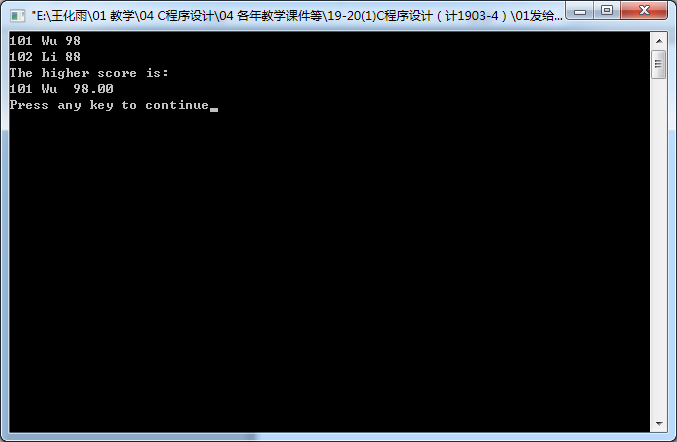 "E:\王化雨\01 教学\04 C程序设计\04 各年教学课件等\19-20(1)C程序设计（计1903-4）\01发给...
101 Wu 98
102 Li 88
The higher score is:
101 Wu  98.00
Press any key to continue